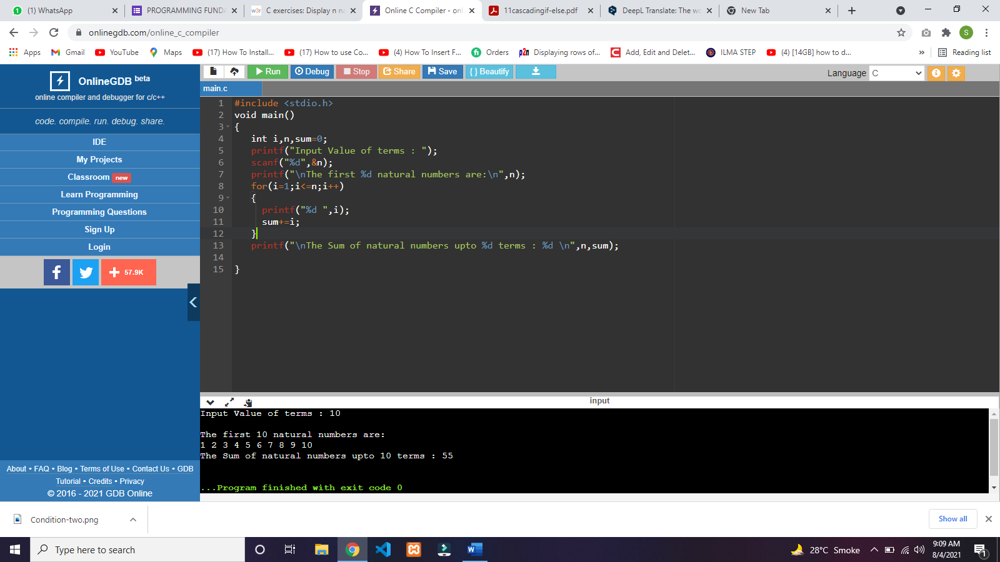 (1) WhatsApp
PROGRAMMING FUND
w3r C exercises: Display n n
Online C Compiler - onl
11cascadingif-else.pdf
DeepL Translate: The w
New Tab
onlinegdb.com/online_c_compiler
S
Apps
Gmail
YouTube
Maps
(17) How To Install...
(17) How to use Co...
(4) How To Insert F...
Orders
Displaying rows of...
Add, Edit and Delet...
ILMA STEP
(4) [14GB] how to d...
»
Reading list
OnlineGDB beta
online compiler and debugger for c/c++
code. compile. run. debug. share.
IDE
My Projects
Classroom new
Learn Programming
Programming Questions
Sign Up
Login
f
+ 57.9K
About • FAQ • Blog • Terms of Use • Contact Us • GDB
Tutorial • Credits • Privacy
© 2016 - 2021 GDB Online
Run
Debug
Stop
Share
Save
{ } Beautify
Language C
main.c
1 #include <stdio.h>
2 void main()
3 {
4 int i,n,sum=0;
5 printf("Input Value of terms : ");
6 scanf("%d",&n);
7 printf("\nThe first %d natural numbers are:\n",n);
8 for(i=1;i<=n;i++)
9 {
10 printf("%d ",i);
11 sum+=i;
12 }
13 printf("\nThe Sum of natural numbers upto %d terms : %d \n",n,sum);
14
15 }
input
Input Value of terms : 10
The first 10 natural numbers are:
1 2 3 4 5 6 7 8 9 10
The Sum of natural numbers upto 10 terms : 55
...Program finished with exit code 0
Condition-two.png
Show all
Type here to search
28°C Smoke
9:09 AM
8/4/2021
1